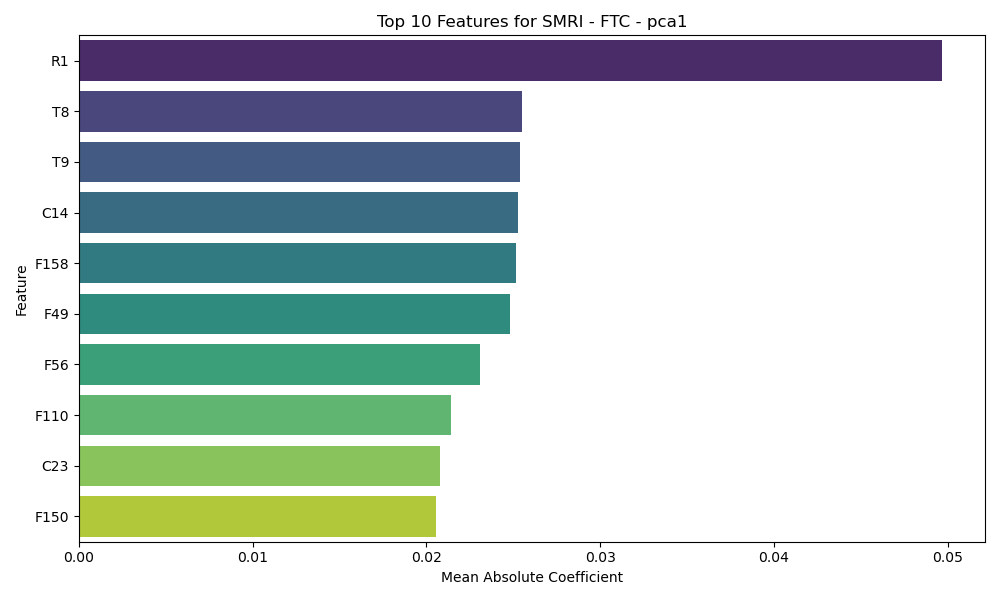 Top 10 Features for SMRI - FTC - pca1
R1
T8
T9
C14
F158
F49
F56
F110
C23
F150
Feature
0.00 0.01 0.02 0.03 0.04 0.05
Mean Absolute Coefficient